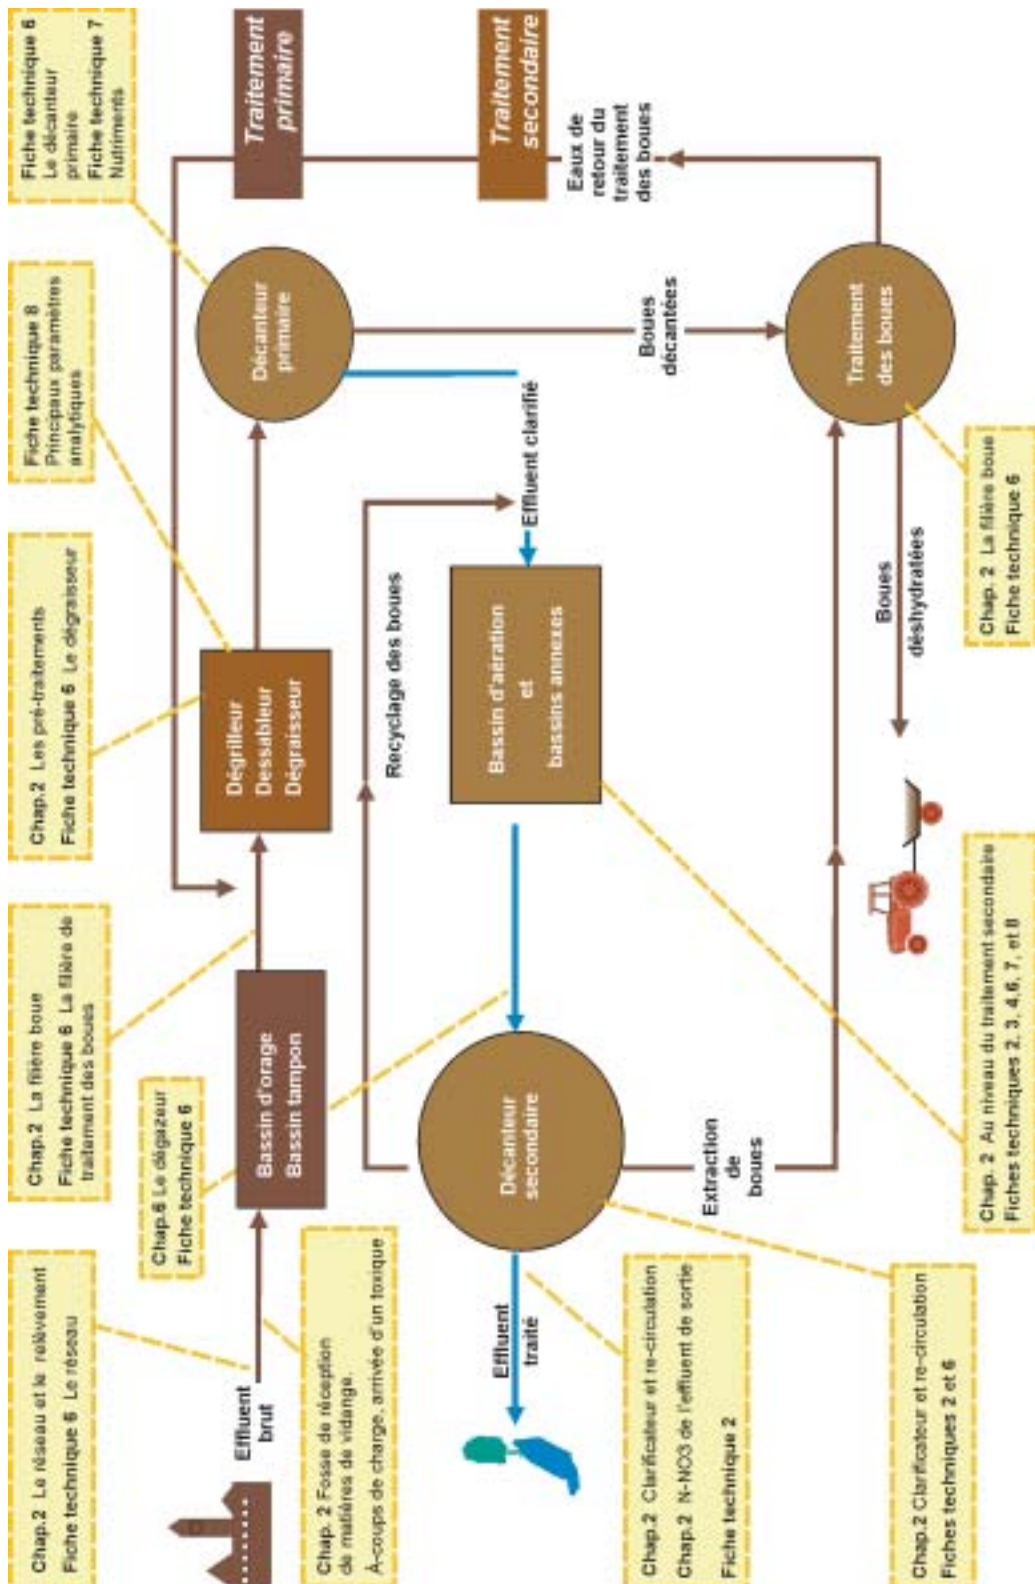 Chap.2 Le réseau et le relèvement
Fiche technique 6 Le réseau
Chap.2 La filière boue
Fiche technique 6 La filière de
traitement des boues
Chap.2 Les pré-traitements
Fiche technique 6 Le dégraisseur
Fiche technique 8
Principaux paramètres
analytiques
Fiche technique 6
Le décanteur
primaire
Fiche technique 7
Nutriments
Chap.6 Le dégazeur
Fiche technique 6
Effluent
brut
Bassin d'orage
Bassin tampon
Dégrilleur
Dessableur
Dégraisseur
Décanteur
primaire
Traitement
primaire
Chap. 2 Fosse de réception
de matières de vidange.
À-coups de charge, arrivée d'un toxique
Recyclage des boues
Effluent
traité
Décanteur
secondaire
Bassin d'aération
et
bassins annexes
Effluent clarifié
Traitement
secondaire
Eaux de
retour du
traitement
des boues
Boues
décantées
Extraction
de
boues
Chap.2 Clarificateur et re-circulation
Chap.2 N-NO3 de l'effluent de sortie
Fiche technique 2
Traitement
des boues
Boues
déshydratées
Chap.2 Clarificateur et re-circulation
Fiches techniques 2 et 6
Chap. 2 Au niveau du traitement secondaire
Fiches techniques 2, 3, 4,6, 7, et 8
Chap. 2 La filière boue
Fiche technique 6